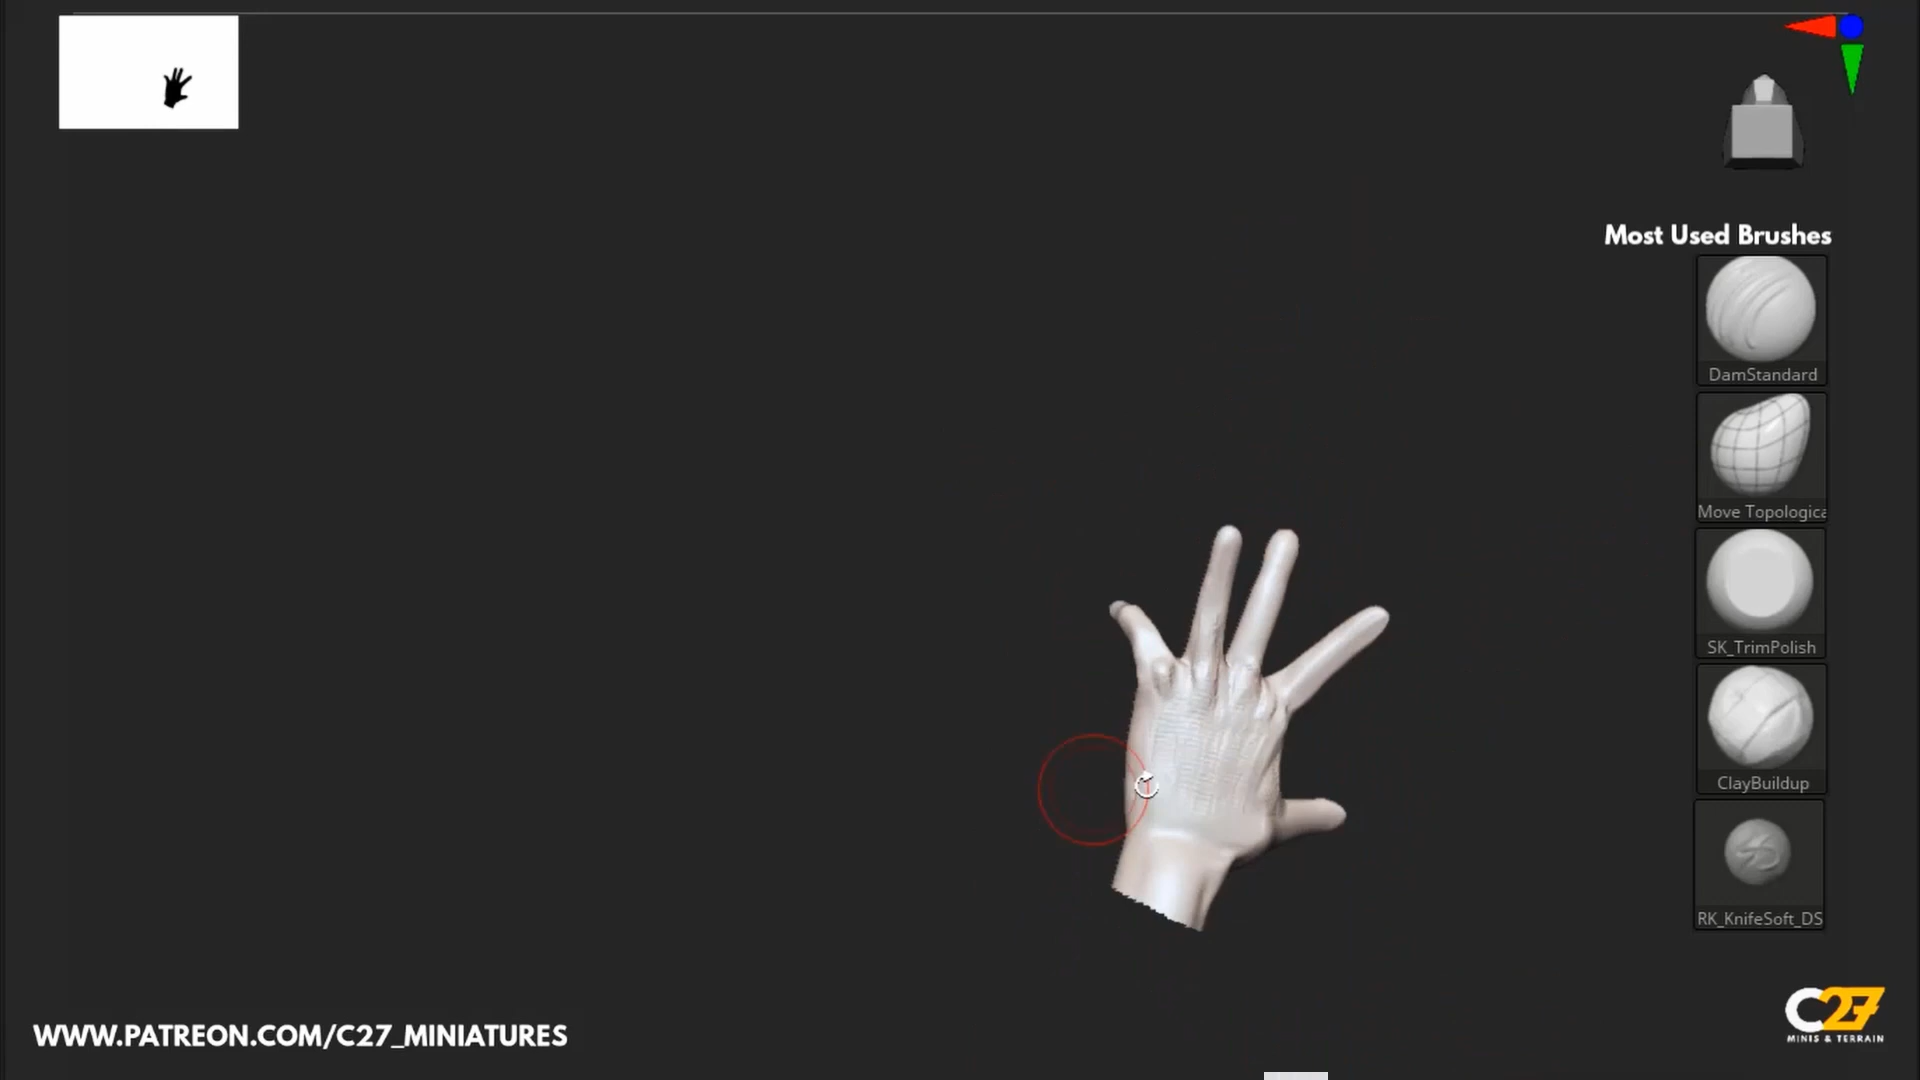 Most Used Brushes
DamStandard
Move Topologica
SK_TrimPolish
ClayBuildup
RK_KnifeSoft_DS
C27
MINIS & TERRAIN
WWW.PATREON.COM/C27_MINIATURES